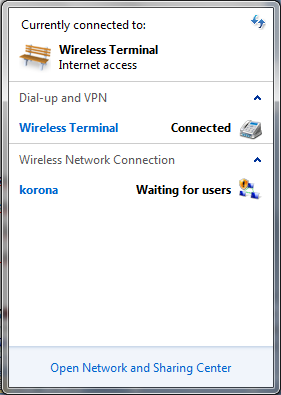 Currently connected to:
Wireless Terminal
Internet access
Dial-up and VPN
Wireless Terminal Connected
Wireless Network Connection
korona Waiting for users
Open Network and Sharing Center